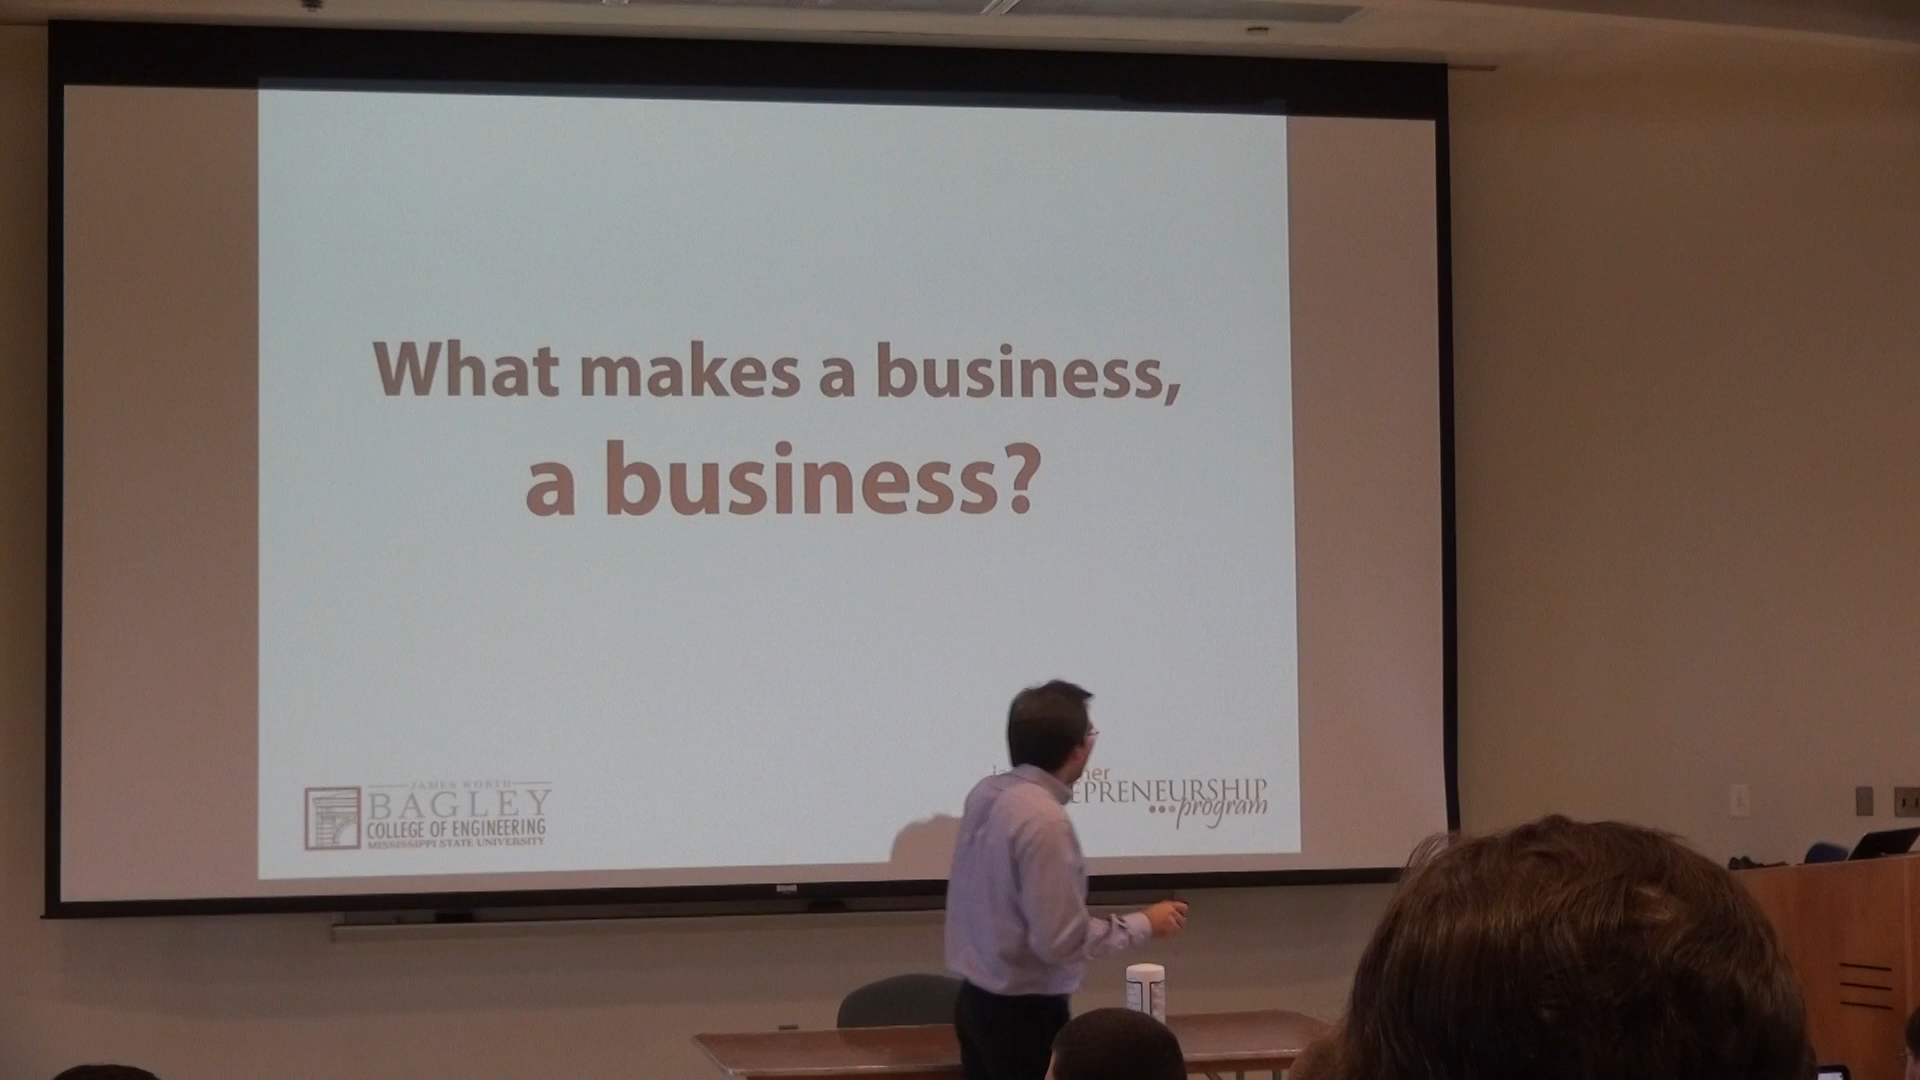 What makes a business,
a business?
JAMES WORTH
BAGLEY
COLLEGE OF ENGINEERING
MISSISSIPPI STATE UNIVERSITY
EPRENEURSHIP
program